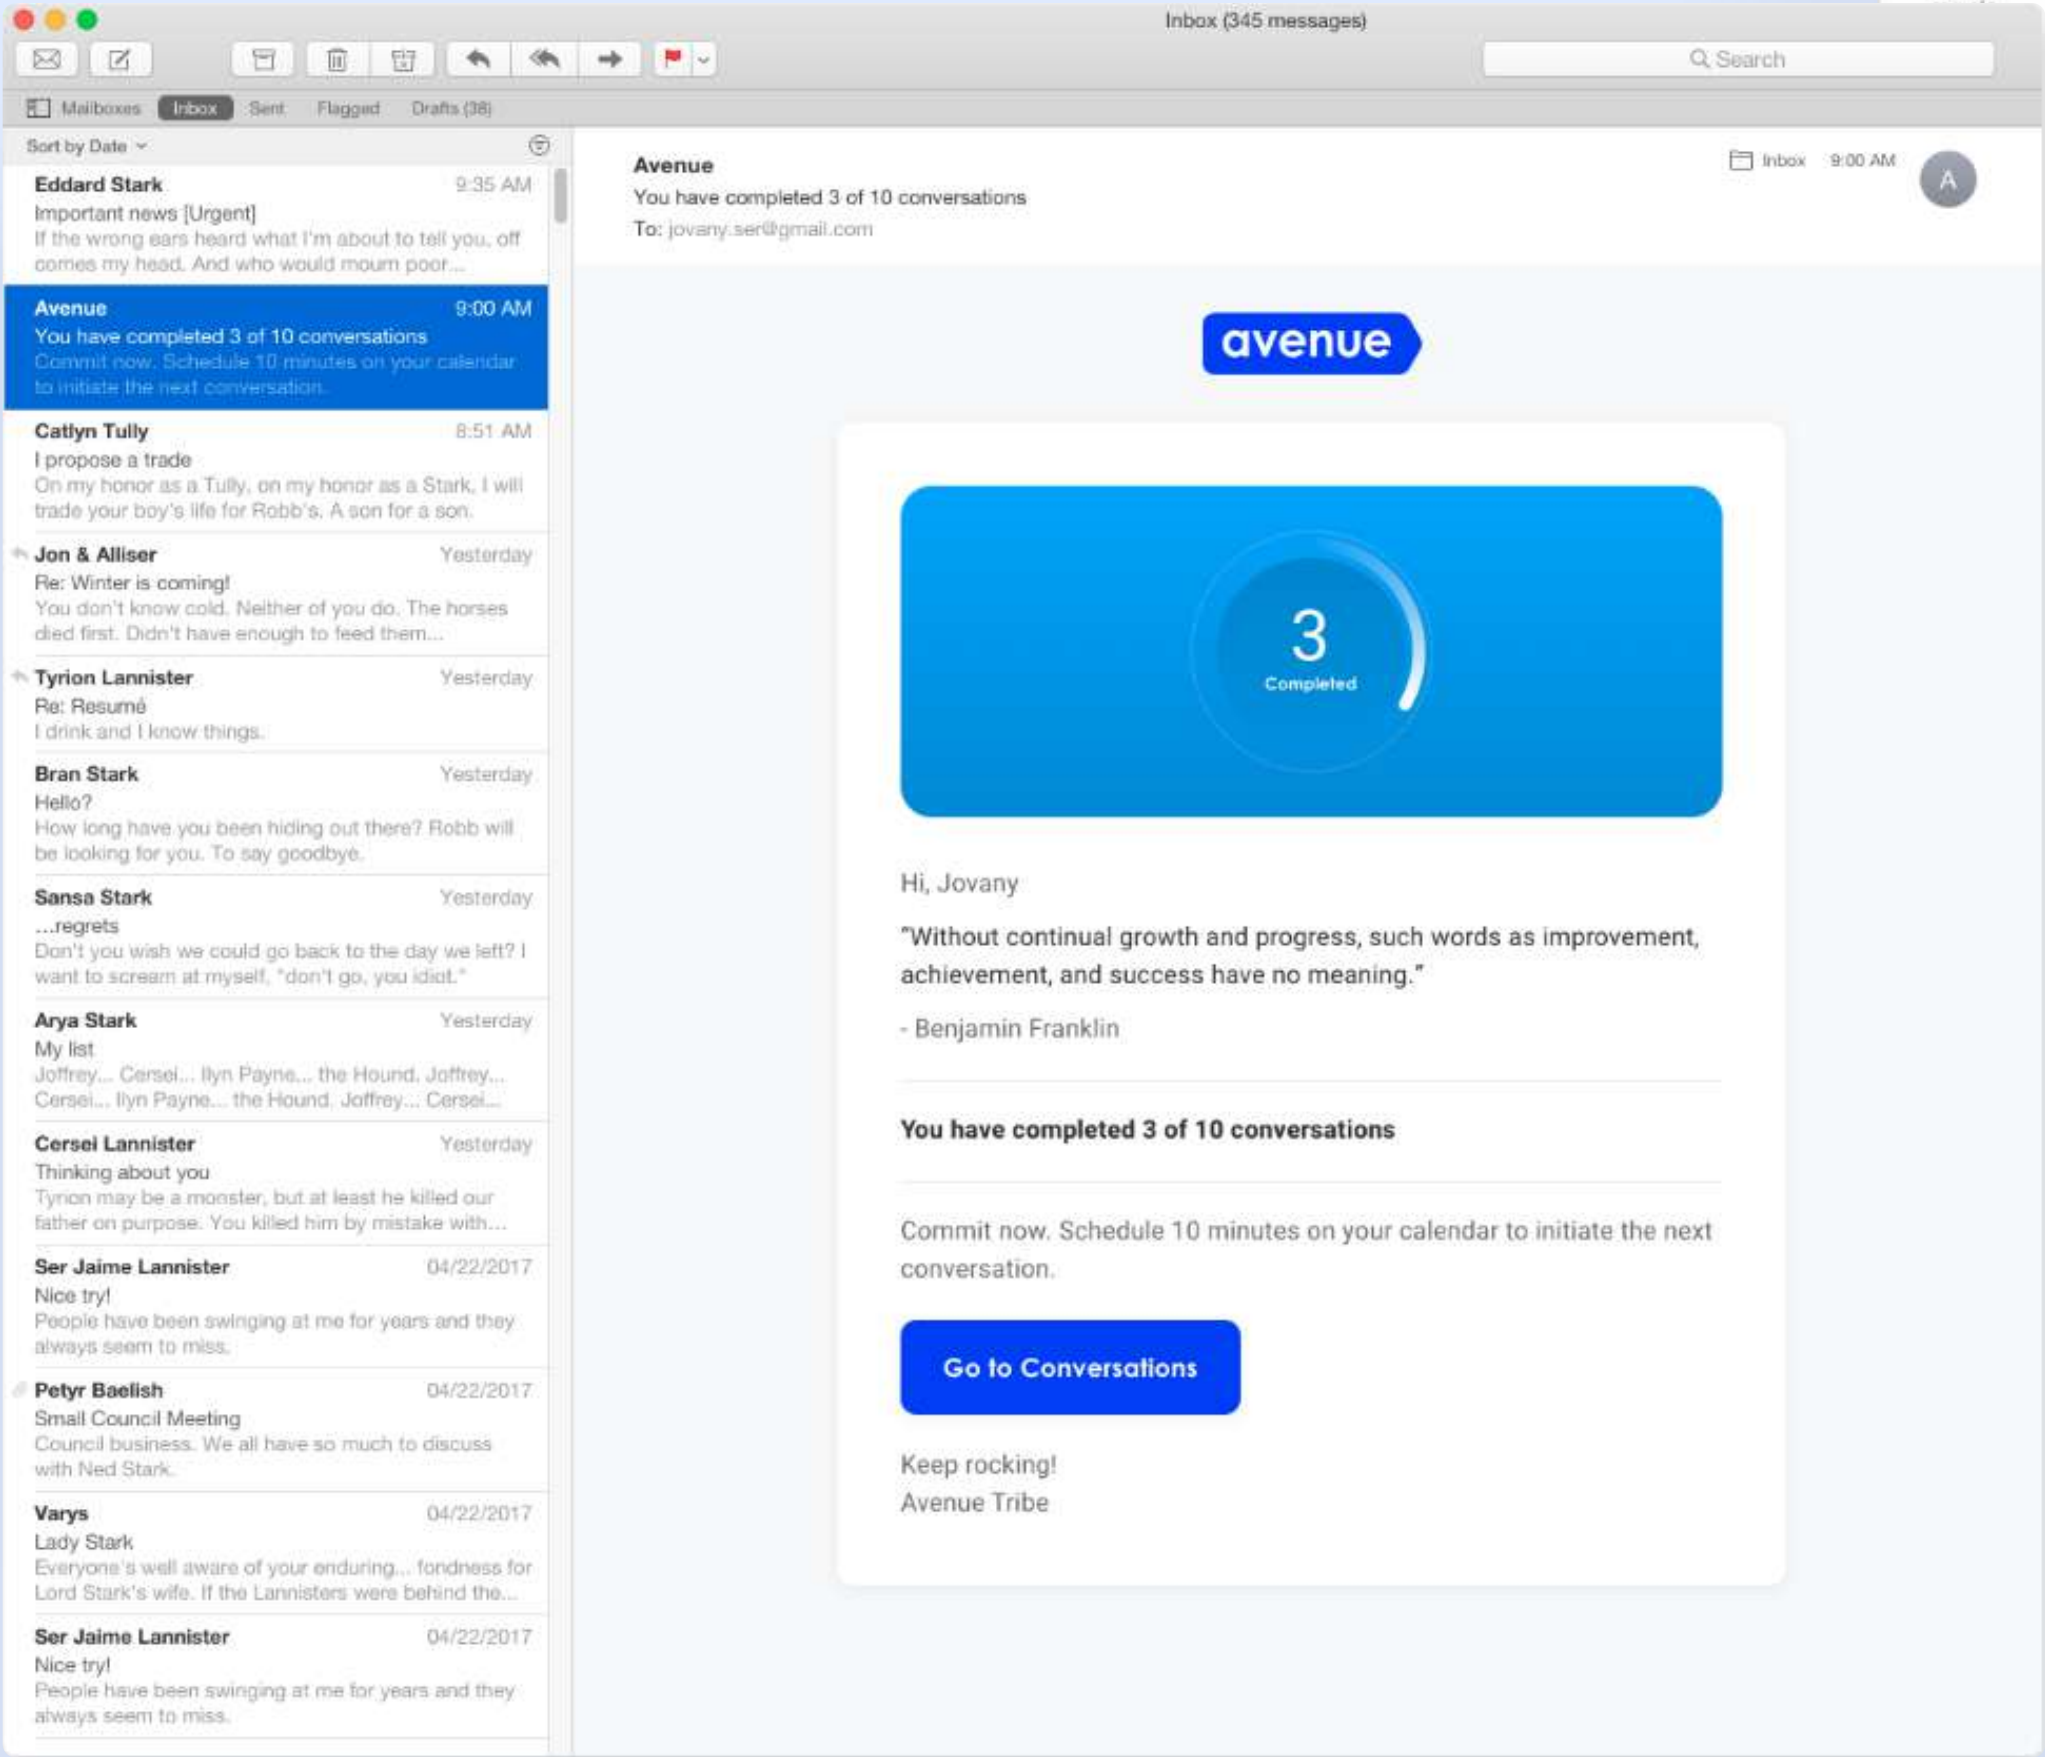 Inbox (345 messages)
Search
Mailboxes Inbox Sent Flagged Drafts (38)
Sort by Date
Eddard Stark 9:35 AM
Important news [Urgent]
If the wrong ears heard what I'm about to tell you, off
comes my head. And who would mourn poor...
Avenue 9:00 AM
You have completed 3 of 10 conversations
Commit now. Schedule 10 minutes on your calendar
to initiate the next conversation.
Catlyn Tully 8:51 AM
I propose a trade
On my honor as a Tully, on my honor as a Stark, I will
trade your boy's life for Robb's. A son for a son.
Jon & Alliser Yesterday
Re: Winter is coming!
You don't know cold. Neither of you do. The horses
died first. Didn't have enough to feed them...
Tyrion Lannister Yesterday
Re: Resumé
I drink and I know things.
Bran Stark Yesterday
Hello?
How long have you been hiding out there? Robb will
be looking for you. To say goodbye.
Sansa Stark Yesterday
...regrets
Don't you wish we could go back to the day we left? I
want to scream at myself, "don't go, you idiot."
Arya Stark Yesterday
My list
Joffrey... Cersei... Ilyn Payne... the Hound. Joffrey...
Cersei... Ilyn Payne... the Hound. Joffrey... Cersei...
Cersei Lannister Yesterday
Thinking about you
Tyrion may be a monster, but at least he killed our
father on purpose. You killed him by mistake with...
Ser Jaime Lannister 04/22/2017
Nice try!
People have been swinging at me for years and they
always seem to miss.
Petyr Baelish 04/22/2017
Small Council Meeting
Council business. We all have so much to discuss
with Ned Stark.
Varys 04/22/2017
Lady Stark
Everyone's well aware of your enduring... fondness for
Lord Stark's wife. If the Lannisters were behind the...
Ser Jaime Lannister 04/22/2017
Nice try!
People have been swinging at me for years and they
always seem to miss.
Avenue Inbox 9:00 AM A
You have completed 3 of 10 conversations
To: jovany.ser@gmail.com
avenue
3
Completed
Hi, Jovany
"Without continual growth and progress, such words as improvement,
achievement, and success have no meaning."
- Benjamin Franklin
You have completed 3 of 10 conversations
Commit now. Schedule 10 minutes on your calendar to initiate the next
conversation.
Go to Conversations
Keep rocking!
Avenue Tribe